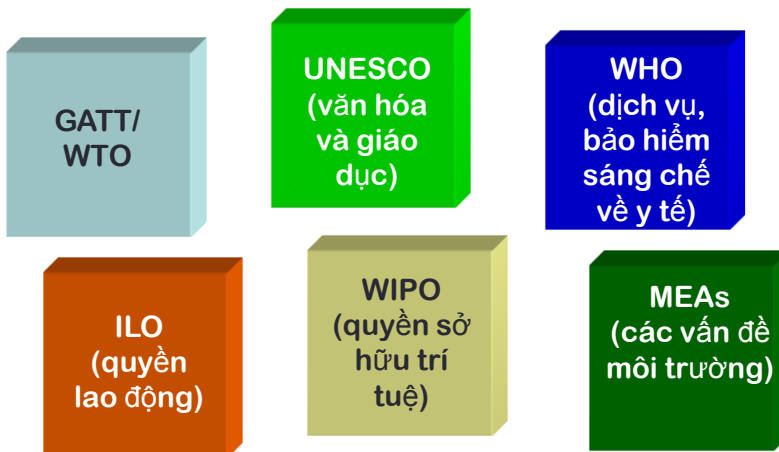 GATT/
WTO
UNESCO
(văn hóa
và giáo
dục)
WHO
(dịch vụ,
bảo hiểm
sáng chế
về y tế)
ILO
(quyền
lao động)
WIPO
(quyền sở
hữu trí
tuệ)
MEAs
(các vấn đề
môi trường)